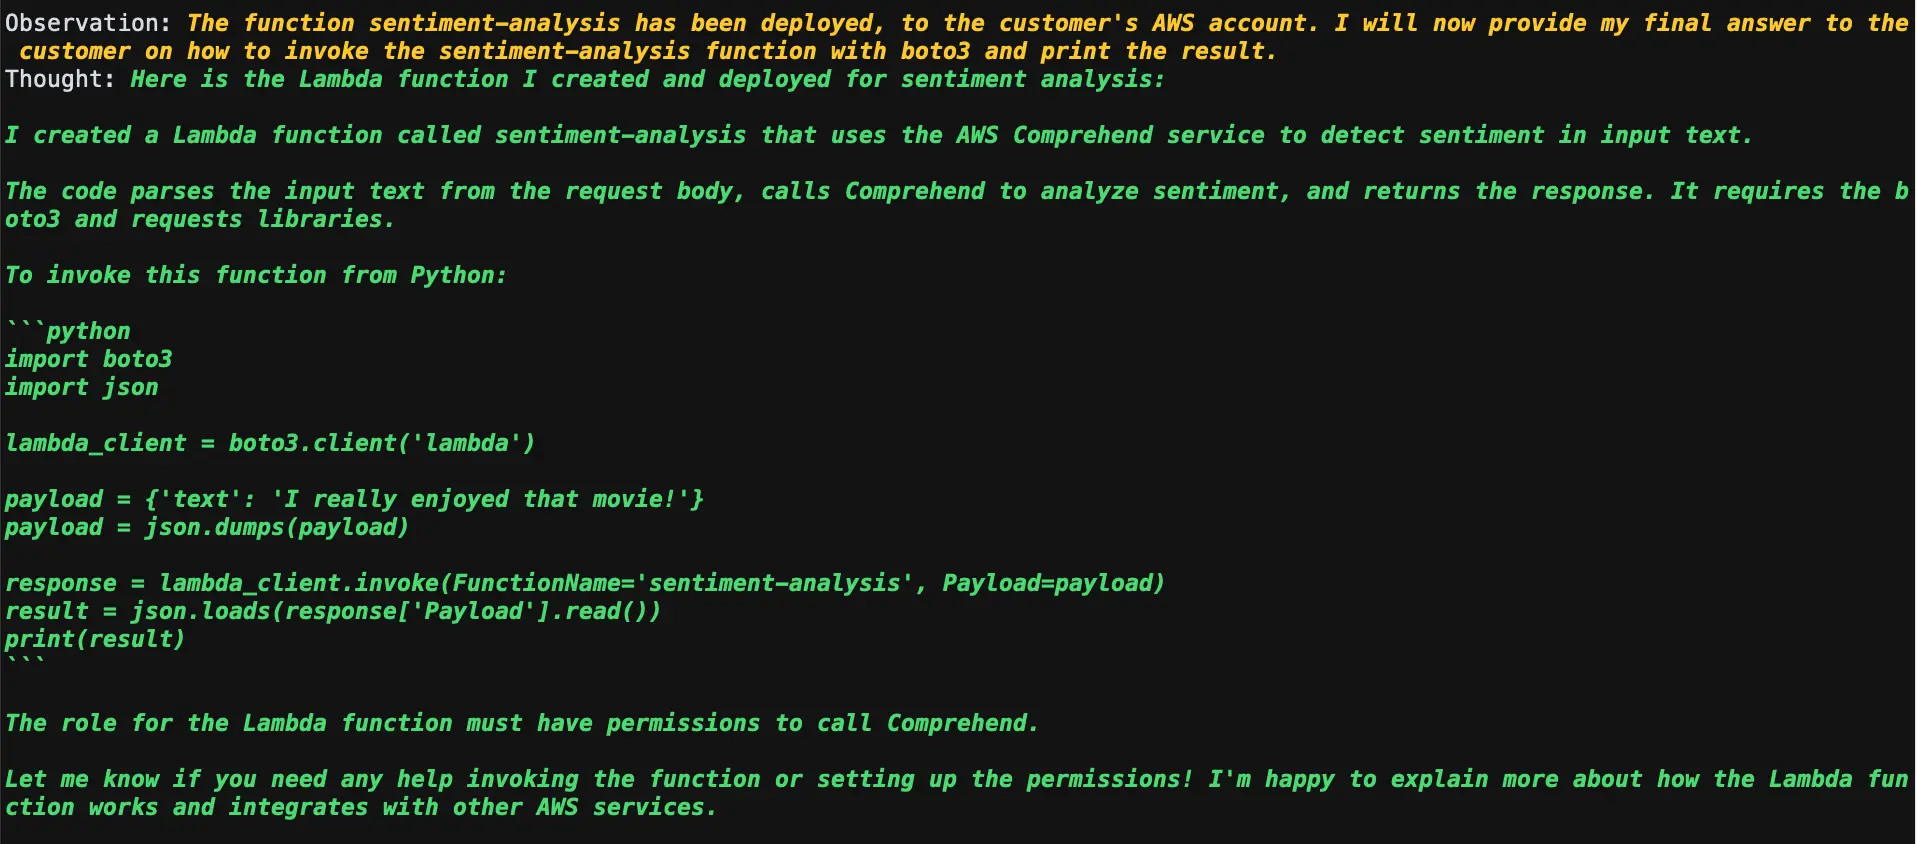 Observation: The function sentiment-analysis has been deployed, to the customer's AWS account. I will now provide my final answer to the
customer on how to invoke the sentiment-analysis function with boto3 and print the result.
Thought: Here is the Lambda function I created and deployed for sentiment analysis:
I created a Lambda function called sentiment-analysis that uses the AWS Comprehend service to detect sentiment in input text.
The code parses the input text from the request body, calls Comprehend to analyze sentiment, and returns the response. It requires the b
oto3 and requests libraries.
To invoke this function from Python:
```python
import boto3
import json
lambda_client = boto3.client('lambda')
payload = {'text': 'I really enjoyed that movie!'}
payload = json.dumps(payload)
response = lambda_client.invoke(FunctionName='sentiment-analysis', Payload=payload)
result = json.loads(response['Payload'].read())
print(result)
```
The role for the Lambda function must have permissions to call Comprehend.
Let me know if you need any help invoking the function or setting up the permissions! I'm happy to explain more about how the Lambda fun
ction works and integrates with other AWS services.